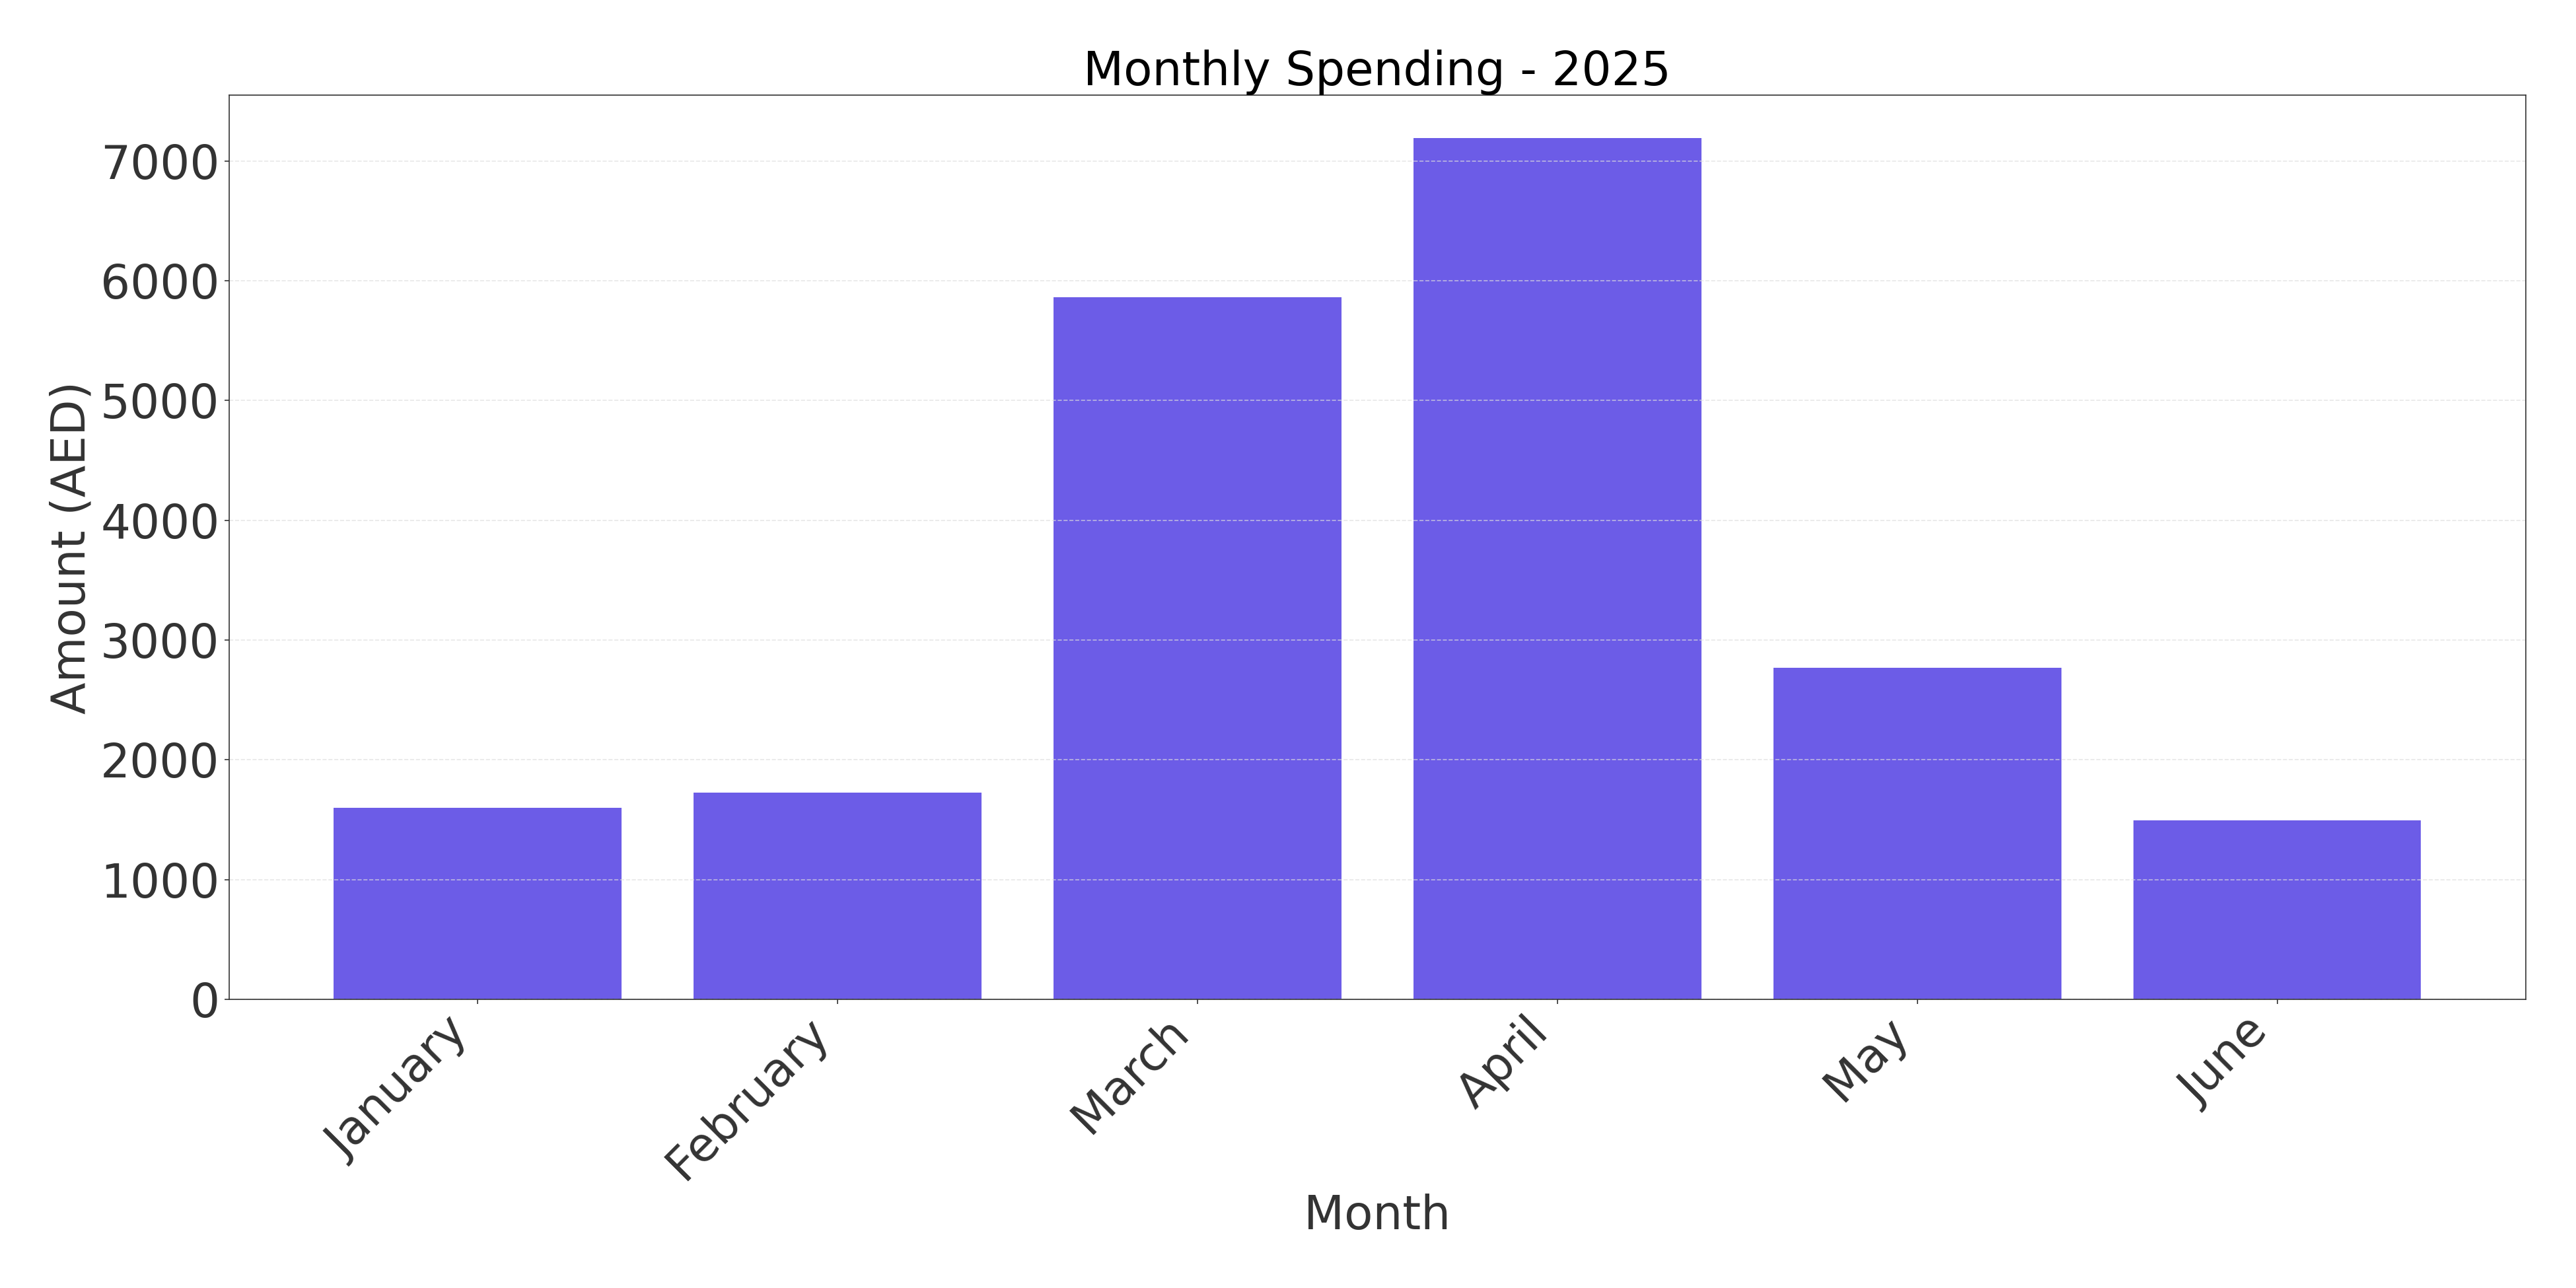 Monthly Spending - 2025
Amount (AED)
7000
6000
5000
4000
3000
2000
1000
0
January
February
March
April
May
June
Month